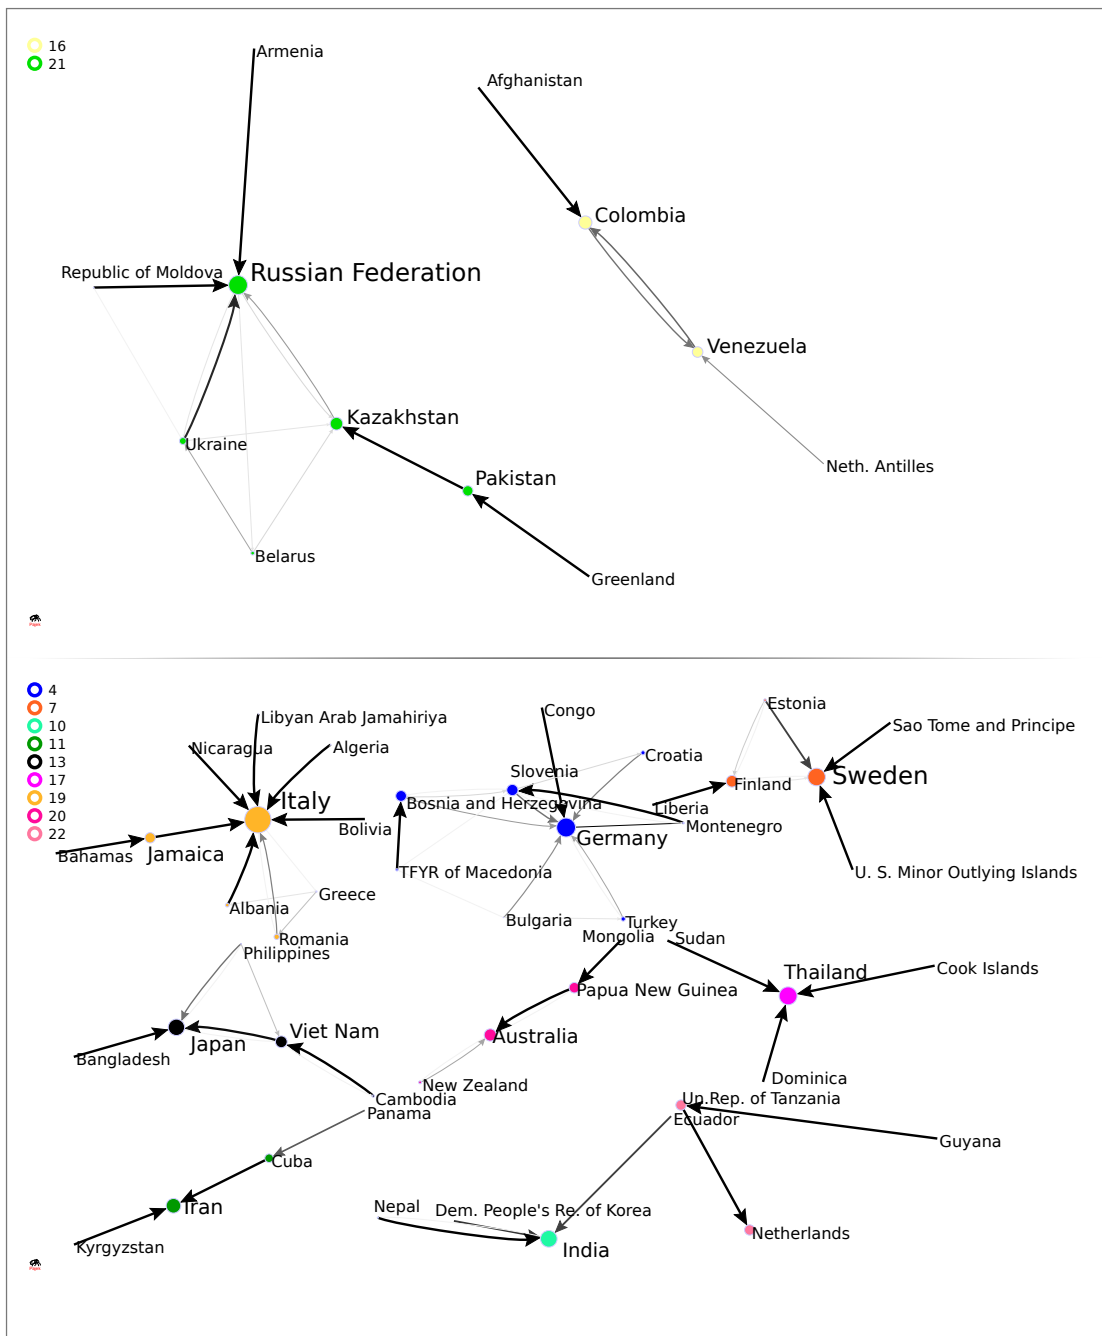 16
21
Armenia
Afghanistan
Colombia
Republic of Moldova
Russian Federation
Venezuela
Kazakhstan
Ukraine
Neth. Antilles
Pakistan
Belarus
Greenland
4
7
10
11
13
17
19
20
22
Estonia
Congo
Libyan Arab Jamahiriya
Sao Tome and Principe
Nicaragua
Algeria
Croatia
Slovenia
Sweden
Finland
Italy
Bosnia and Herzegovina
Liberia
Bolivia
Montenegro
Germany
Bahamas
Jamaica
TFYR of Macedonia
U. S. Minor Outlying Islands
Greece
Albania
Bulgaria
Turkey
Romania
Mongolia
Sudan
Philippines
Thailand
Cook Islands
Papua New Guinea
Viet Nam
Australia
Japan
Bangladesh
Dominica
New Zealand
Cambodia
Un.Rep. of Tanzania
Panama
Ecuador
Guyana
Cuba
Iran
Nepal
Dem. People's Re. of Korea
Netherlands
Kyrgyzstan
India